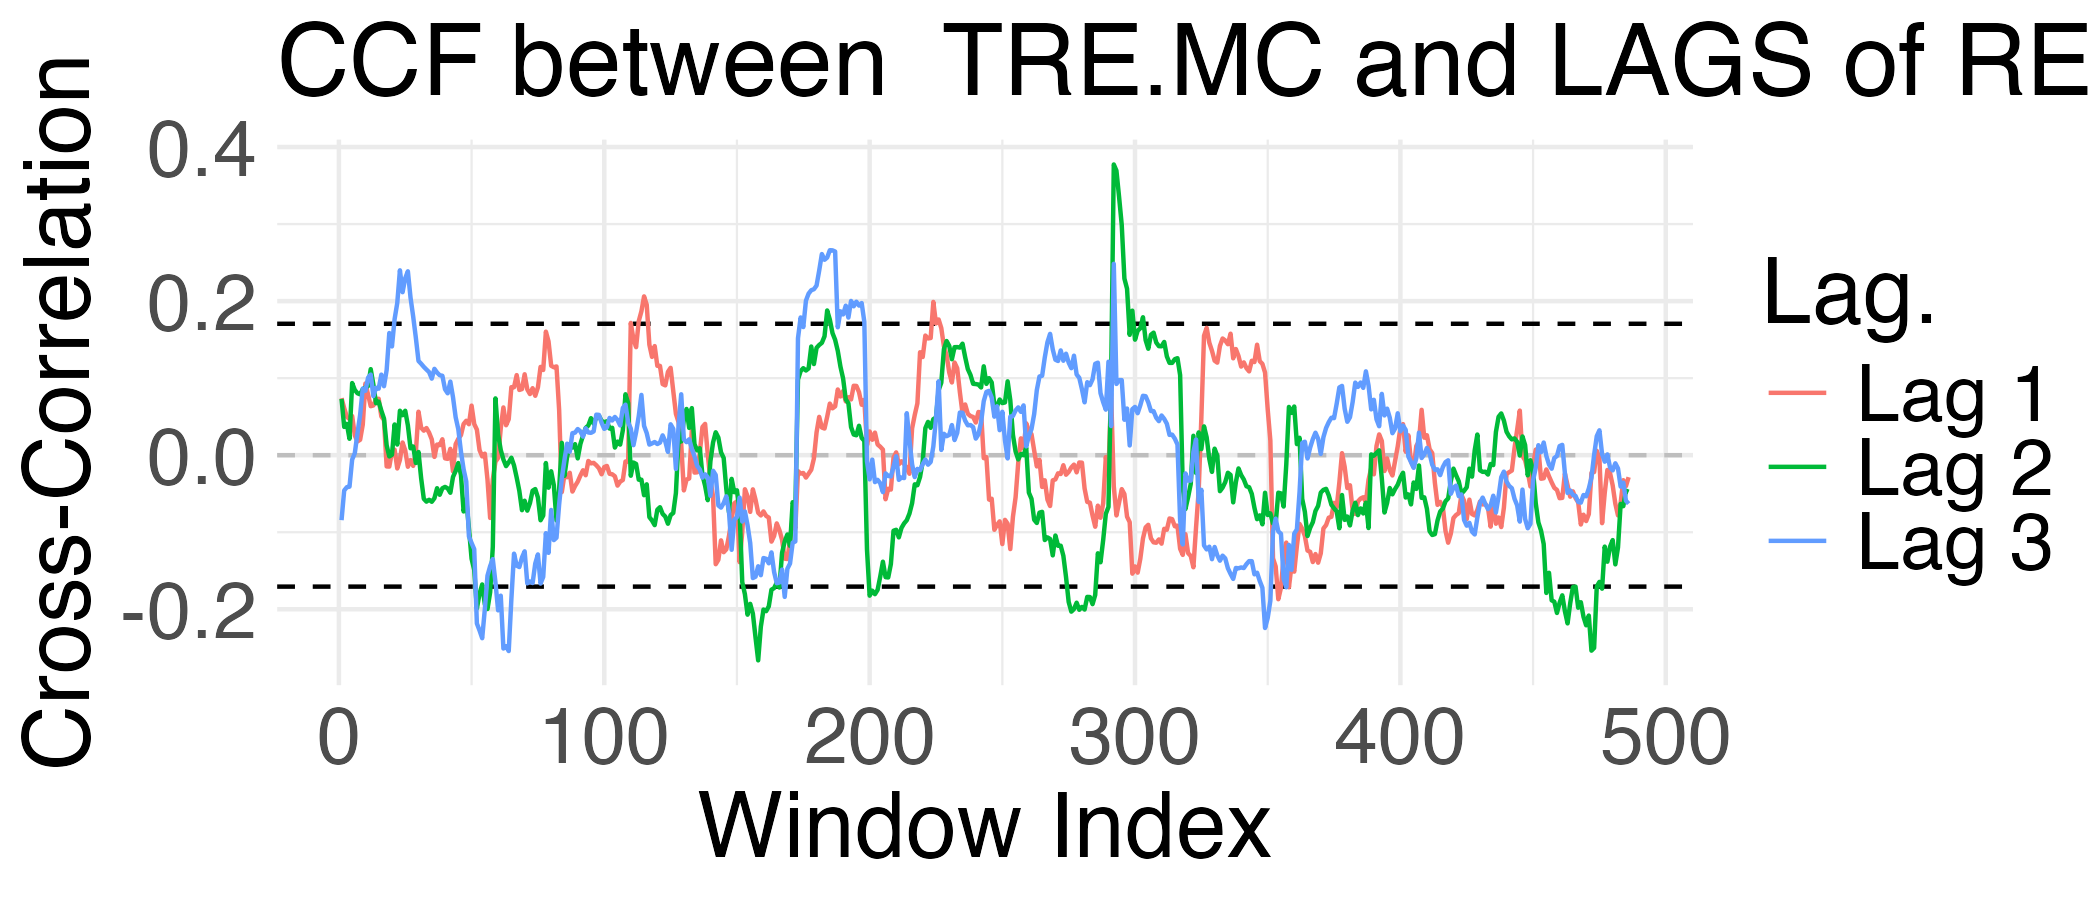 CCF between  TRE.MC and LAGS of RE
Cross-Correlation
0.4
0.2
0.0
-0.2
0
100
200
300
400
500
Window Index
Lag.
Lag 1
Lag 2
Lag 3